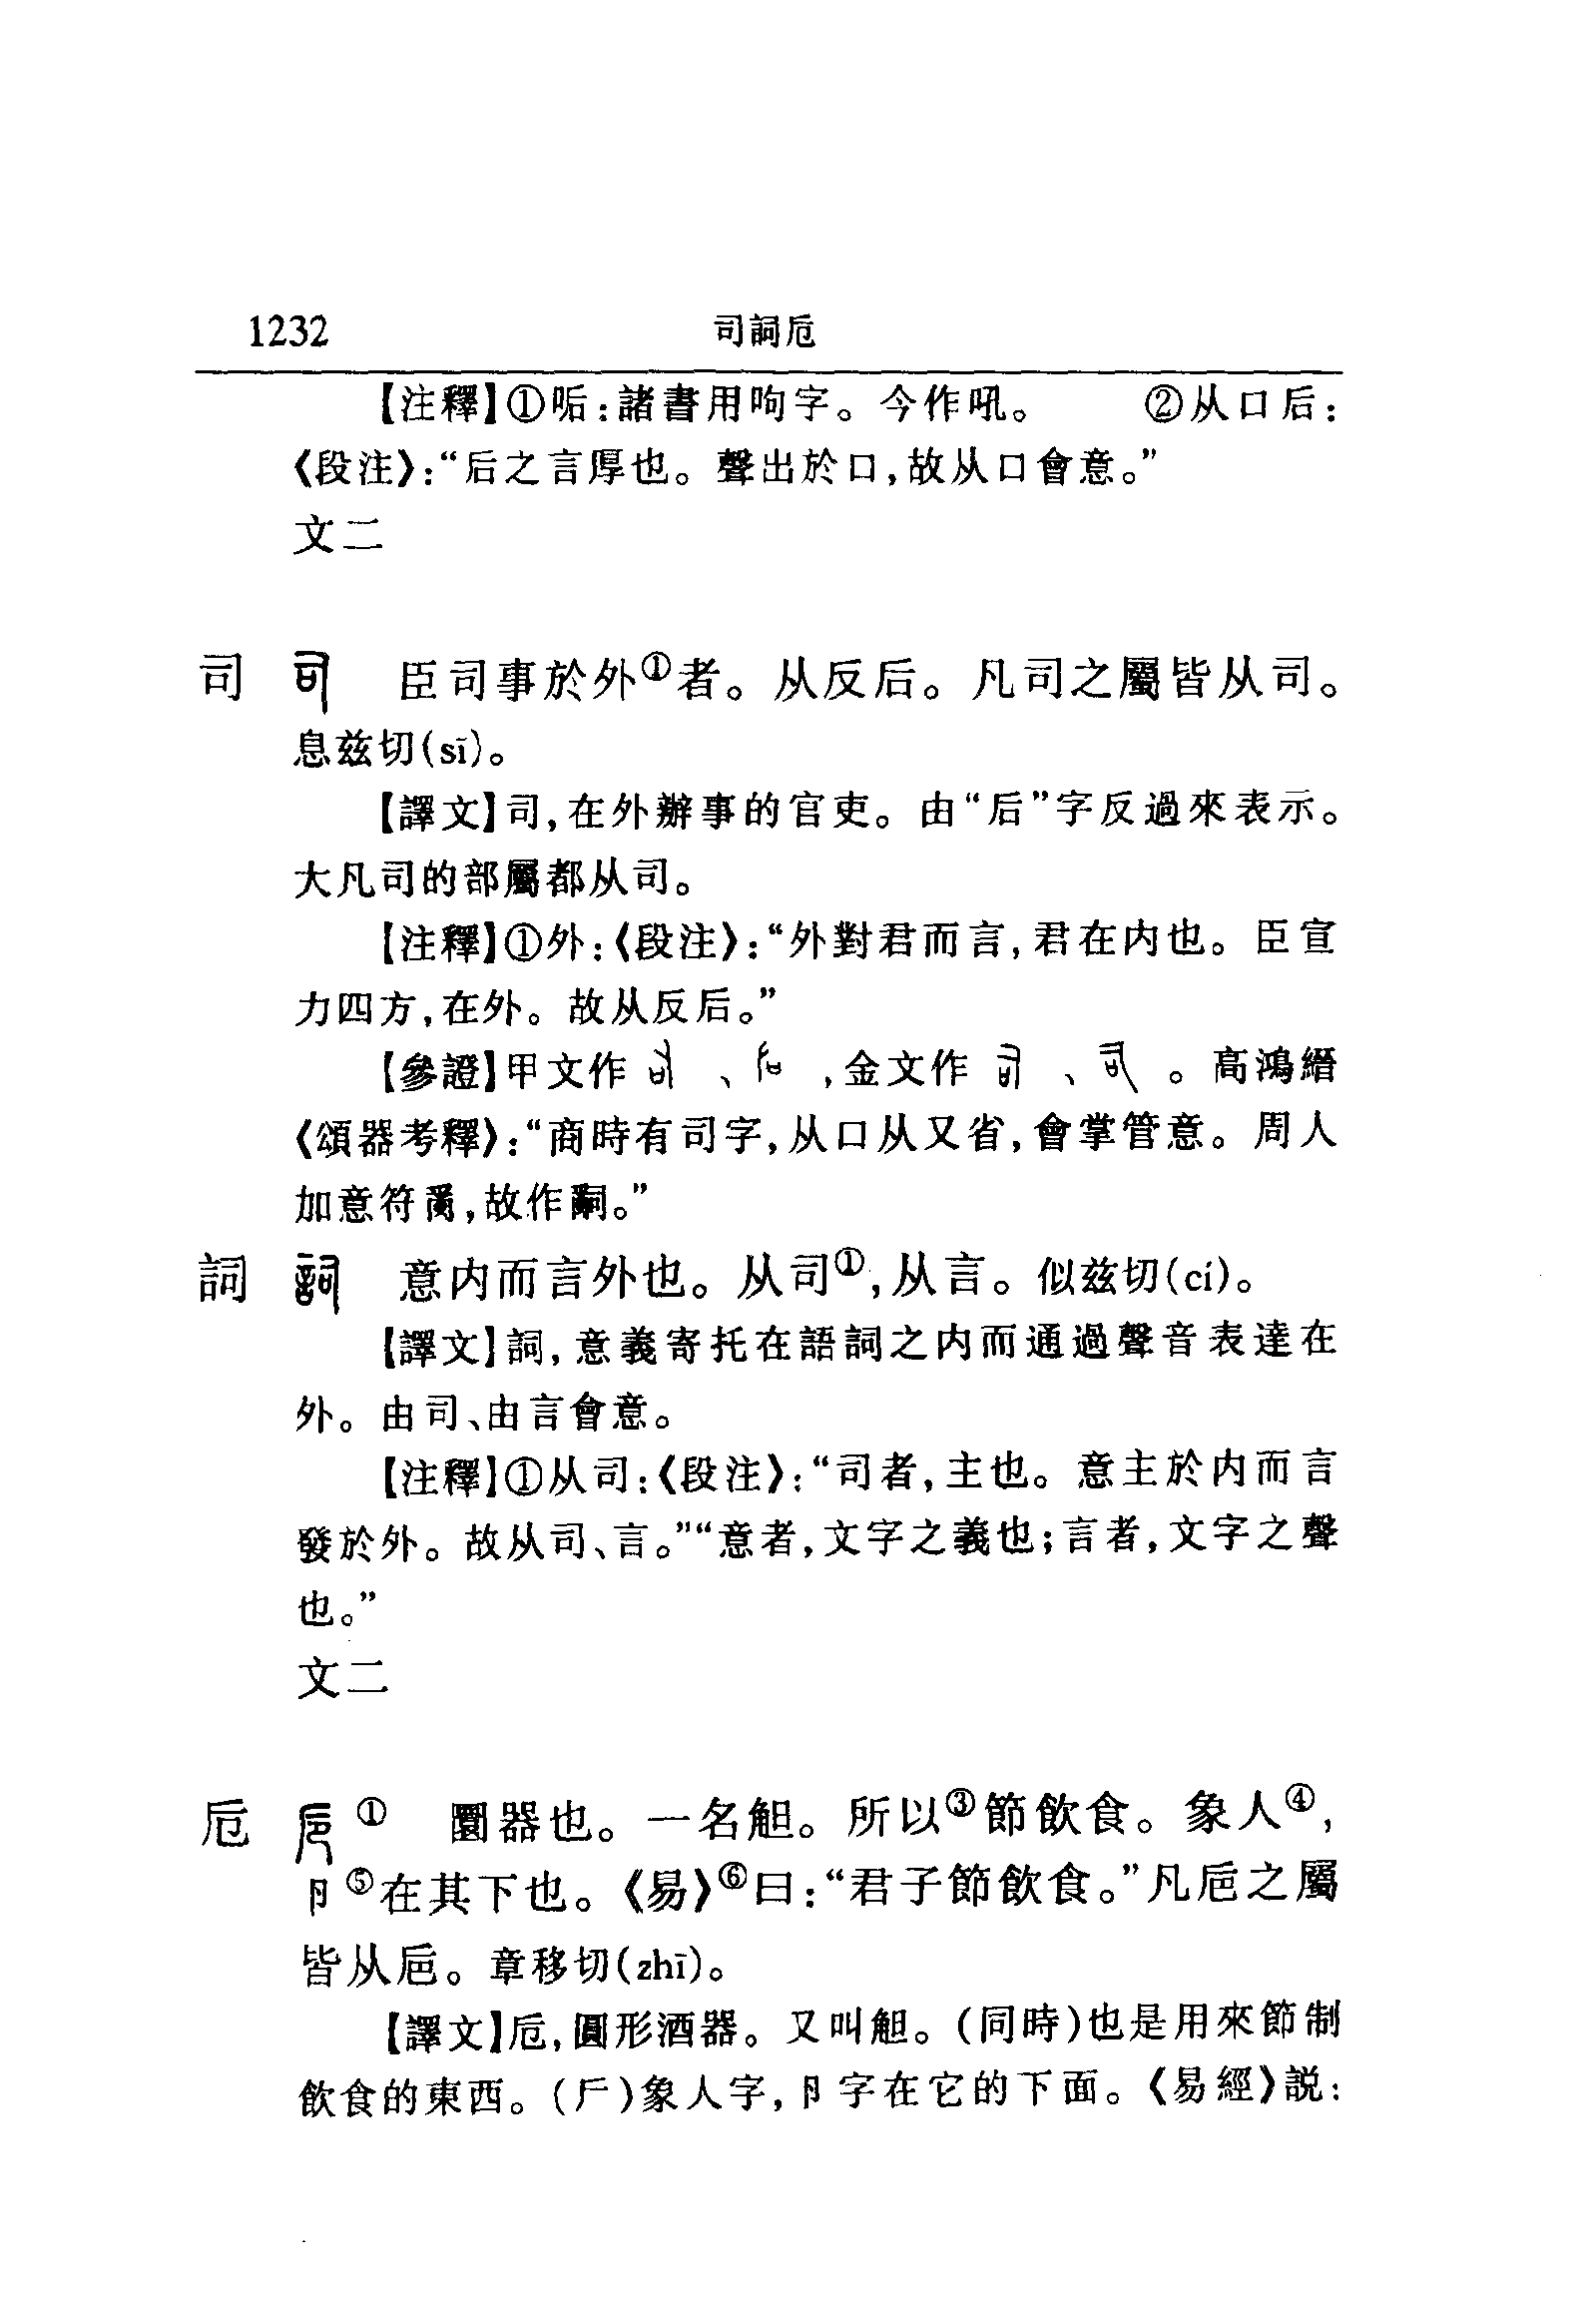 1232 司詞卮
【注釋】①㖃:諸書用呴字。今作吼。 ②从口后:
《段注》:“后之言厚也。聲出於口,故从口會意。”
文二
司 臣司事於外①者。从反后。凡司之屬皆从司。
息兹切(sī)。
【譯文】司,在外辦事的官吏。由“后”字反過來表示。
大凡司的部屬都从司。
【注釋】①外:《段注》:“外對君而言,君在内也。臣宣
力四方,在外。故从反后。”
【參證】甲文作 、 ,金文作 、 。高鴻縉
《頌器考釋》:“商時有司字,从口从又省,會掌管意。周人
加意符𤔔,故作嗣。”
詞 意内而言外也。从司①,从言。似兹切(cí)。
【譯文】詞,意義寄托在語詞之内而通過聲音表達在
外。由司、由言會意。
【注釋】①从司:《段注》:“司者,主也。意主於内而言
發於外。故从司、言。”“意者,文字之義也;言者,文字之聲
也。”
文二
卮 ① 圜器也。一名觛。所以③節飲食。象人④,
卪⑤在其下也。《易》⑥曰:“君子節飲食。”凡巵之屬
皆从巵。章移切(zhī)。
【譯文】卮,圓形酒器。又叫觛。(同時)也是用來節制
飲食的東西。(𠂆)象人字,卪字在它的下面。《易經》説: